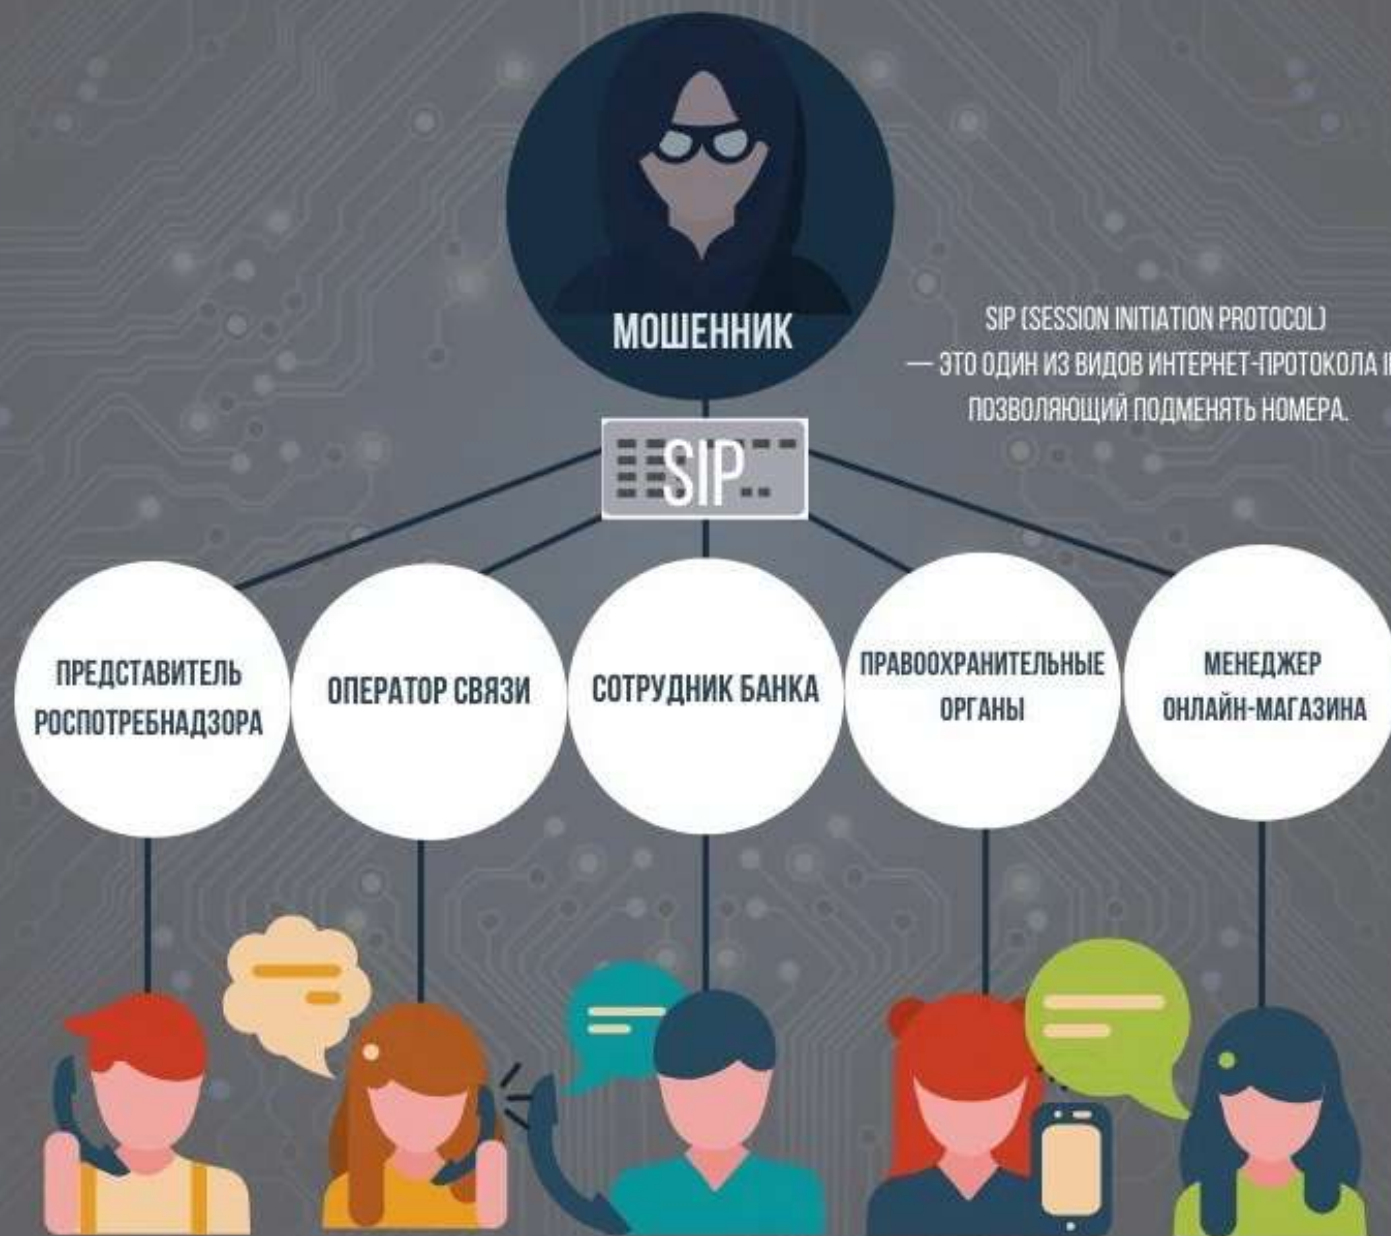 МОШЕННИК
SIP (SESSION INITIATION PROTOCOL)
— ЭТО ОДИН ИЗ ВИДОВ ИНТЕРНЕТ-ПРОТОКОЛА
ПОЗВОЛЯЮЩИЙ ПОДМЕНЯТЬ НОМЕРА.
SIP
ПРЕДСТАВИТЕЛЬ
РОСПОТРЕБНАДЗОРА
ОПЕРАТОР СВЯЗИ
СОТРУДНИК БАНКА
ПРАВООХРАНИТЕЛЬНЫЕ
ОРГАНЫ
МЕНЕДЖЕР
ОНЛАЙН-МАГАЗИНА